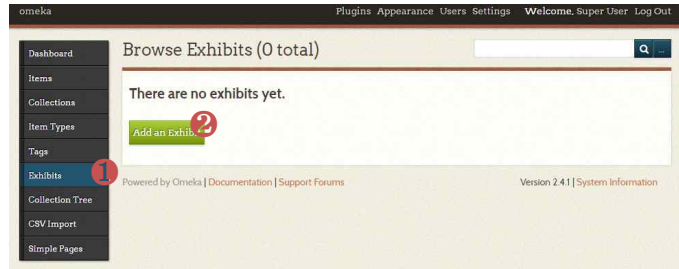 omeka
Plugins Appearance Users Settings Welcome, Super User Log Out
Dashboard
Items
Collections
Item Types
Tags
Exhibits
Collection Tree
CSV Import
Simple Pages
1
Browse Exhibits (0 total)
...
There are no exhibits yet.
Add an Exhib
2
Powered by Omeka | Documentation | Support Forums
Version 2.4.1 | System Information